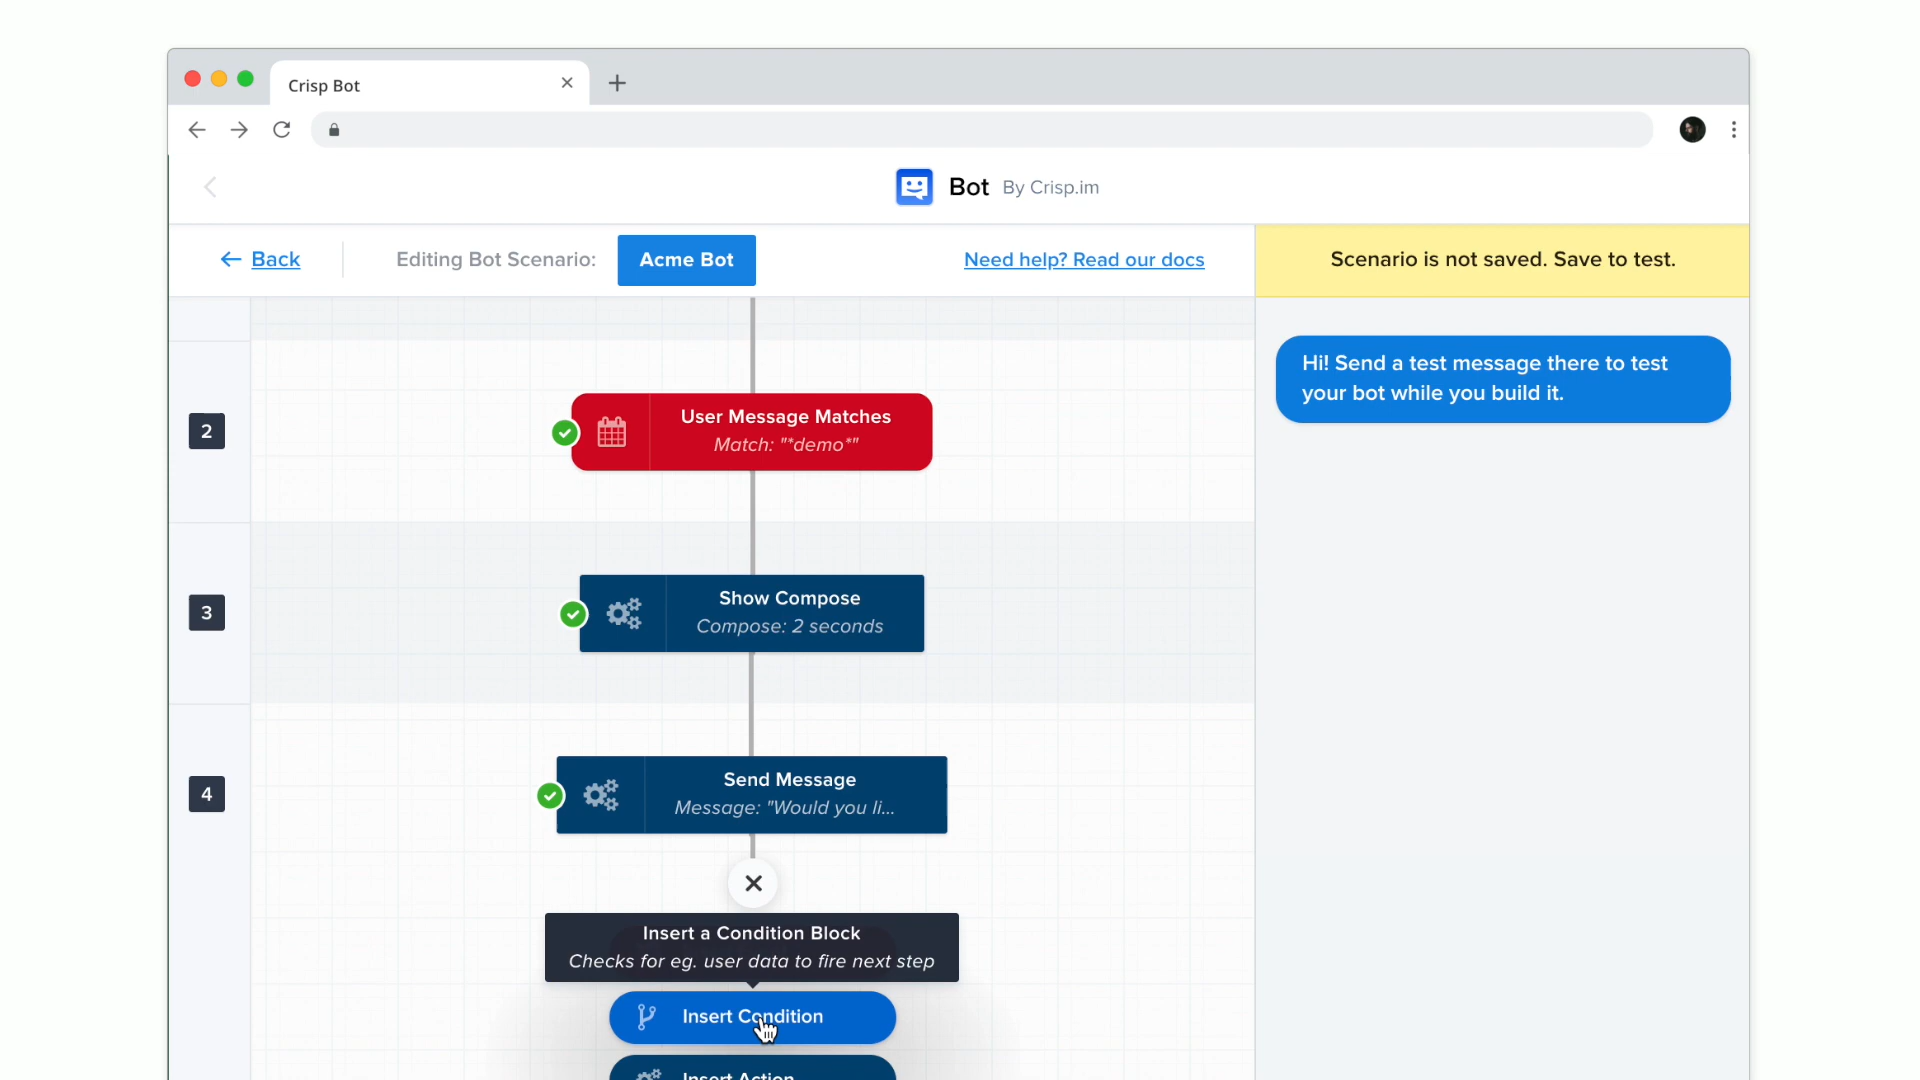 Crisp Bot
Bot By Crisp.im
Back
Editing Bot Scenario:
Acme Bot
Need help? Read our docs
Scenario is not saved. Save to test.
Hi! Send a test message there to test
your bot while you build it.
2
User Message Matches
Match: "*demo*"
3
Show Compose
Compose: 2 seconds
4
Send Message
Message: "Would you li...
Insert a Condition Block
Checks for eg. user data to fire next step
Insert Condition
Insert Action